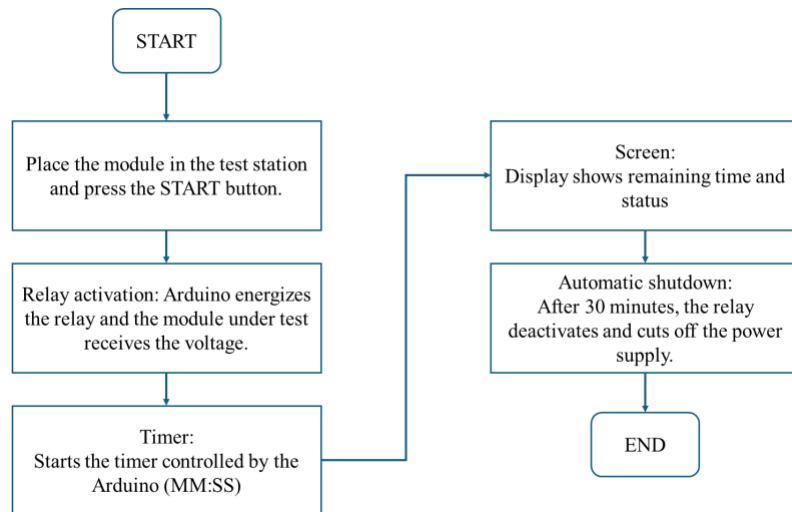 START
Place the module in the test station
and press the START button.
Relay activation: Arduino energizes
the relay and the module under test
receives the voltage.
Timer:
Starts the timer controlled by the
Arduino (MM:SS)
Screen:
Display shows remaining time and
status
Automatic shutdown:
After 30 minutes, the relay
deactivates and cuts off the power
supply.
END